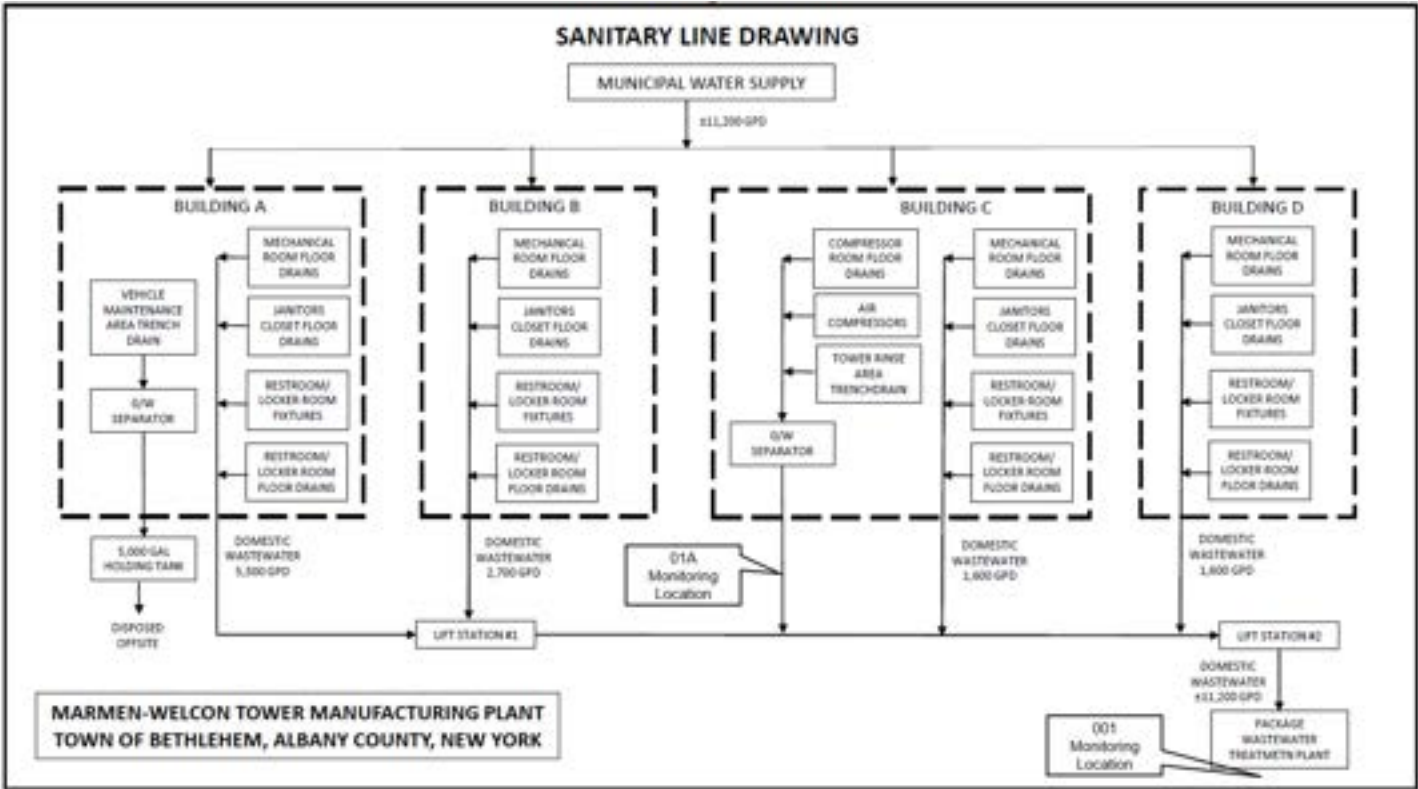 SANITARY LINE DRAWING
MUNICIPAL WATER SUPPLY
±11,200 GPD
BUILDING A
MECHANICAL
ROOM FLOOR
DRAINS
VEHICLE
MAINTENANCE
AREA TRENCH
DRAIN
JANITORS
CLOSET FLOOR
DRAINS
O/W
SEPARATOR
RESTROOM/
LOCKER ROOM
FIXTURES
RESTROOM/
LOCKER ROOM
FLOOR DRAINS
5,000 GAL
HOLDING TANK
DISPOSED
OFFSITE
DOMESTIC
WASTEWATER
GPD
BUILDING B
MECHANICAL
ROOM FLOOR
DRAINS
JANITORS
CLOSET FLOOR
DRAINS
RESTROOM/
LOCKER ROOM
FIXTURES
RESTROOM/
LOCKER ROOM
FLOOR DRAINS
DOMESTIC
WASTEWATER
2,700 GPD
LIFT STATION #1
BUILDING C
COMPRESSOR
ROOM FLOOR
DRAINS
AIR
COMPRESSORS
TOWER RINSE
AREA
TRENCHDRAIN
O/W
SEPARATOR
MECHANICAL
ROOM FLOOR
DRAINS
JANITORS
CLOSET FLOOR
DRAINS
RESTROOM/
LOCKER ROOM
FIXTURES
RESTROOM/
LOCKER ROOM
FLOOR DRAINS
01A
Monitoring
Location
DOMESTIC
WASTEWATER
1,600 GPD
BUILDING D
MECHANICAL
ROOM FLOOR
DRAINS
JANITORS
CLOSET FLOOR
DRAINS
RESTROOM/
LOCKER ROOM
FIXTURES
RESTROOM/
LOCKER ROOM
FLOOR DRAINS
DOMESTIC
WASTEWATER
1,600 GPD
LIFT STATION #2
DOMESTIC
WASTEWATER
±11,200 GPD
PACKAGE
WASTEWATER
TREATMETN PLANT
001
Monitoring
Location
MARMEN-WELCON TOWER MANUFACTURING PLANT
TOWN OF BETHLEHEM, ALBANY COUNTY, NEW YORK